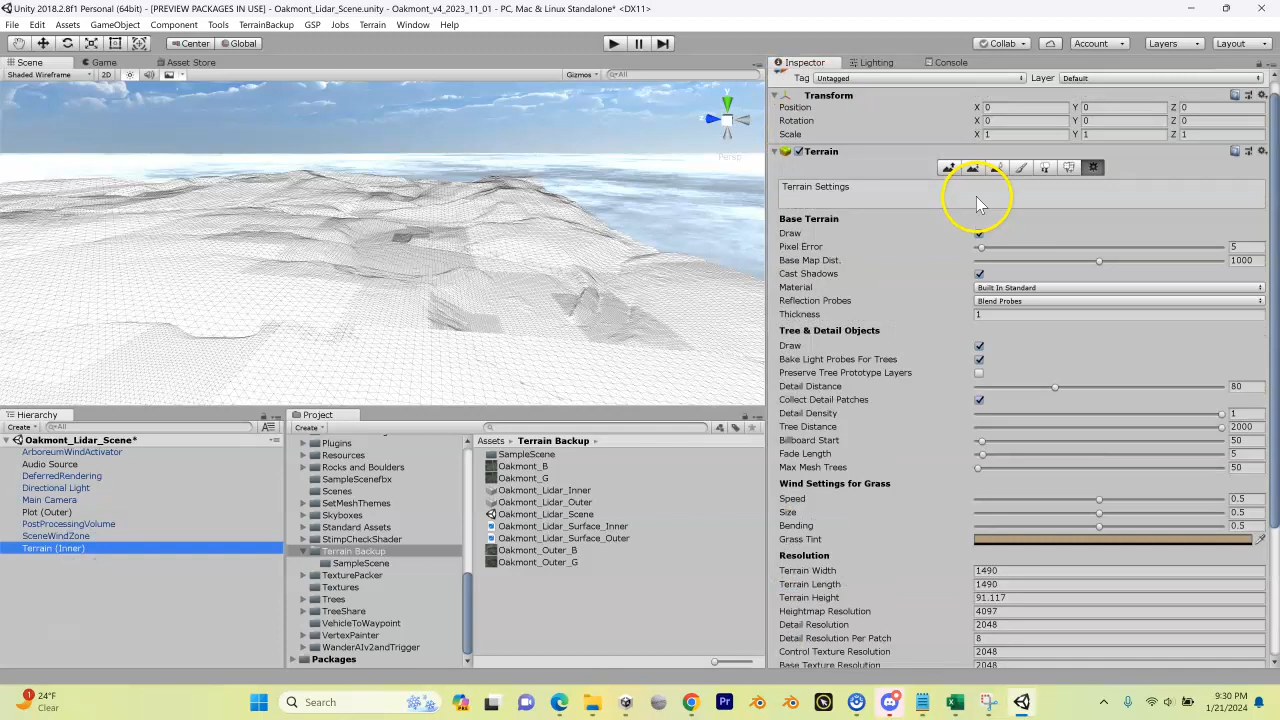 [PREVIEW PACKAGES IN USE] Unity 2018.2.8f1 Personal (64bit) - Oakmont_Lidar_Scene.unity - Oakmont_v4_2023_11_01 - PC, Mac & Linux Standalone* <DX11>
File Edit Assets GameObject Component Tools TerrainBackup GSP Jobs Terrain Window Help
Center Global Collab Account Layers Layout
Scene Game Asset Store
Shaded Wireframe 2D Gizmos All
y
z
Persp
Inspector Lighting Console
Tag Untagged Layer Default
Transform
Position X 0 Y 0 Z 0
Rotation X 0 Y 0 Z 0
Scale X 1 Y 1 Z 1
Terrain
Terrain Settings
Base Terrain
Draw
Pixel Error 5
Base Map Dist. 1000
Cast Shadows
Material Built In Standard
Reflection Probes Blend Probes
Thickness 1
Tree & Detail Objects
Draw
Bake Light Probes For Trees
Preserve Tree Prototype Layers
Detail Distance 80
Collect Detail Patches
Detail Density 1
Tree Distance 2000
Billboard Start 50
Fade Length 5
Max Mesh Trees 50
Wind Settings for Grass
Speed 0.5
Size 0.5
Bending 0.5
Grass Tint
Resolution
Terrain Width 1490
Terrain Length 1490
Terrain Height 91.117
Heightmap Resolution 4097
Detail Resolution 2048
Detail Resolution Per Patch 8
Control Texture Resolution 2048
Base Texture Resolution 2048
Hierarchy
Create All
Oakmont_Lidar_Scene*
ArboreumWindActivator
Audio Source
DeferredRendering
Directional Light
Main Camera
Plot (Outer)
PostProcessingVolume
SceneWindZone
Terrain (Inner)
Project
Create
Plugins
Resources
Rocks and Boulders
SampleScenefbx
Scenes
SetMeshThemes
Skyboxes
Standard Assets
StimpCheckShader
Terrain Backup
SampleScene
TexturePacker
Textures
Trees
TreeShare
VehicleToWaypoint
VertexPainter
WanderAIv2andTrigger
Packages
Assets Terrain Backup
SampleScene
Oakmont_B
Oakmont_G
Oakmont_Lidar_Inner
Oakmont_Lidar_Outer
Oakmont_Lidar_Scene
Oakmont_Lidar_Surface_Inner
Oakmont_Lidar_Surface_Outer
Oakmont_Outer_B
Oakmont_Outer_G
24°F
Clear
Search
Pr
9:30 PM
1/21/2024